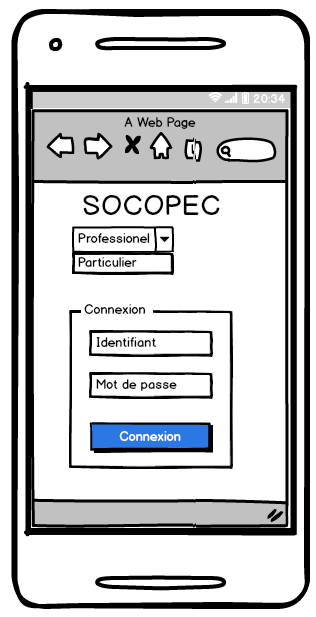 20:34
A Web Page
SOCOPEC
Professionel
Particulier
Connexion
Identifiant
Mot de passe
Connexion